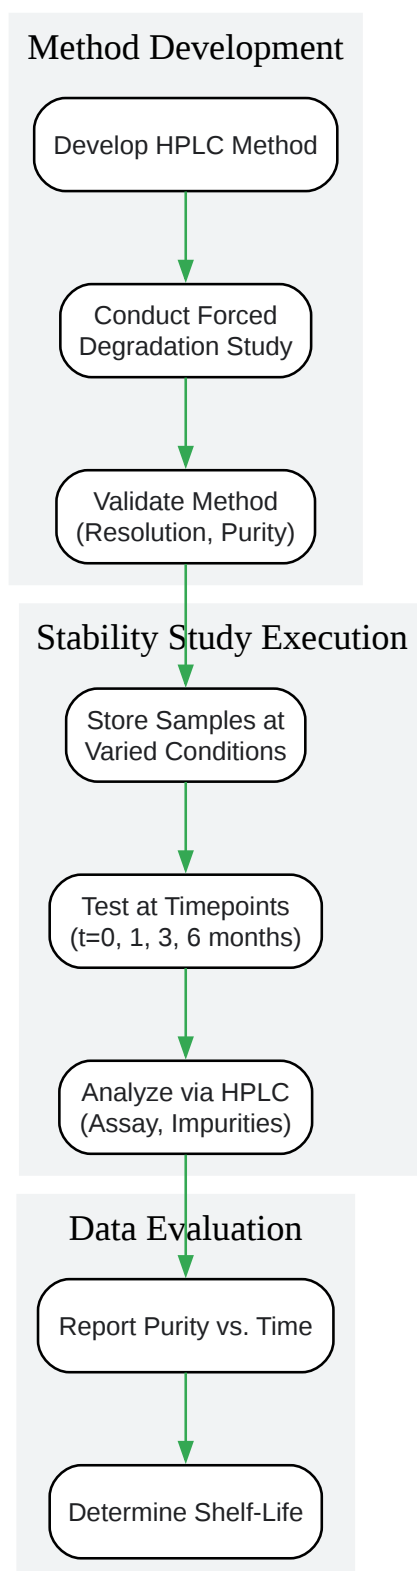 Method Development
Develop HPLC Method
Conduct Forced
Degradation Study
Validate Method
(Resolution, Purity)
Stability Study Execution
Store Samples at
Varied Conditions
Test at Timepoints
(t=0, 1, 3, 6 months)
Analyze via HPLC
(Assay, Impurities)
Data Evaluation
Report Purity vs. Time
Determine Shelf-Life